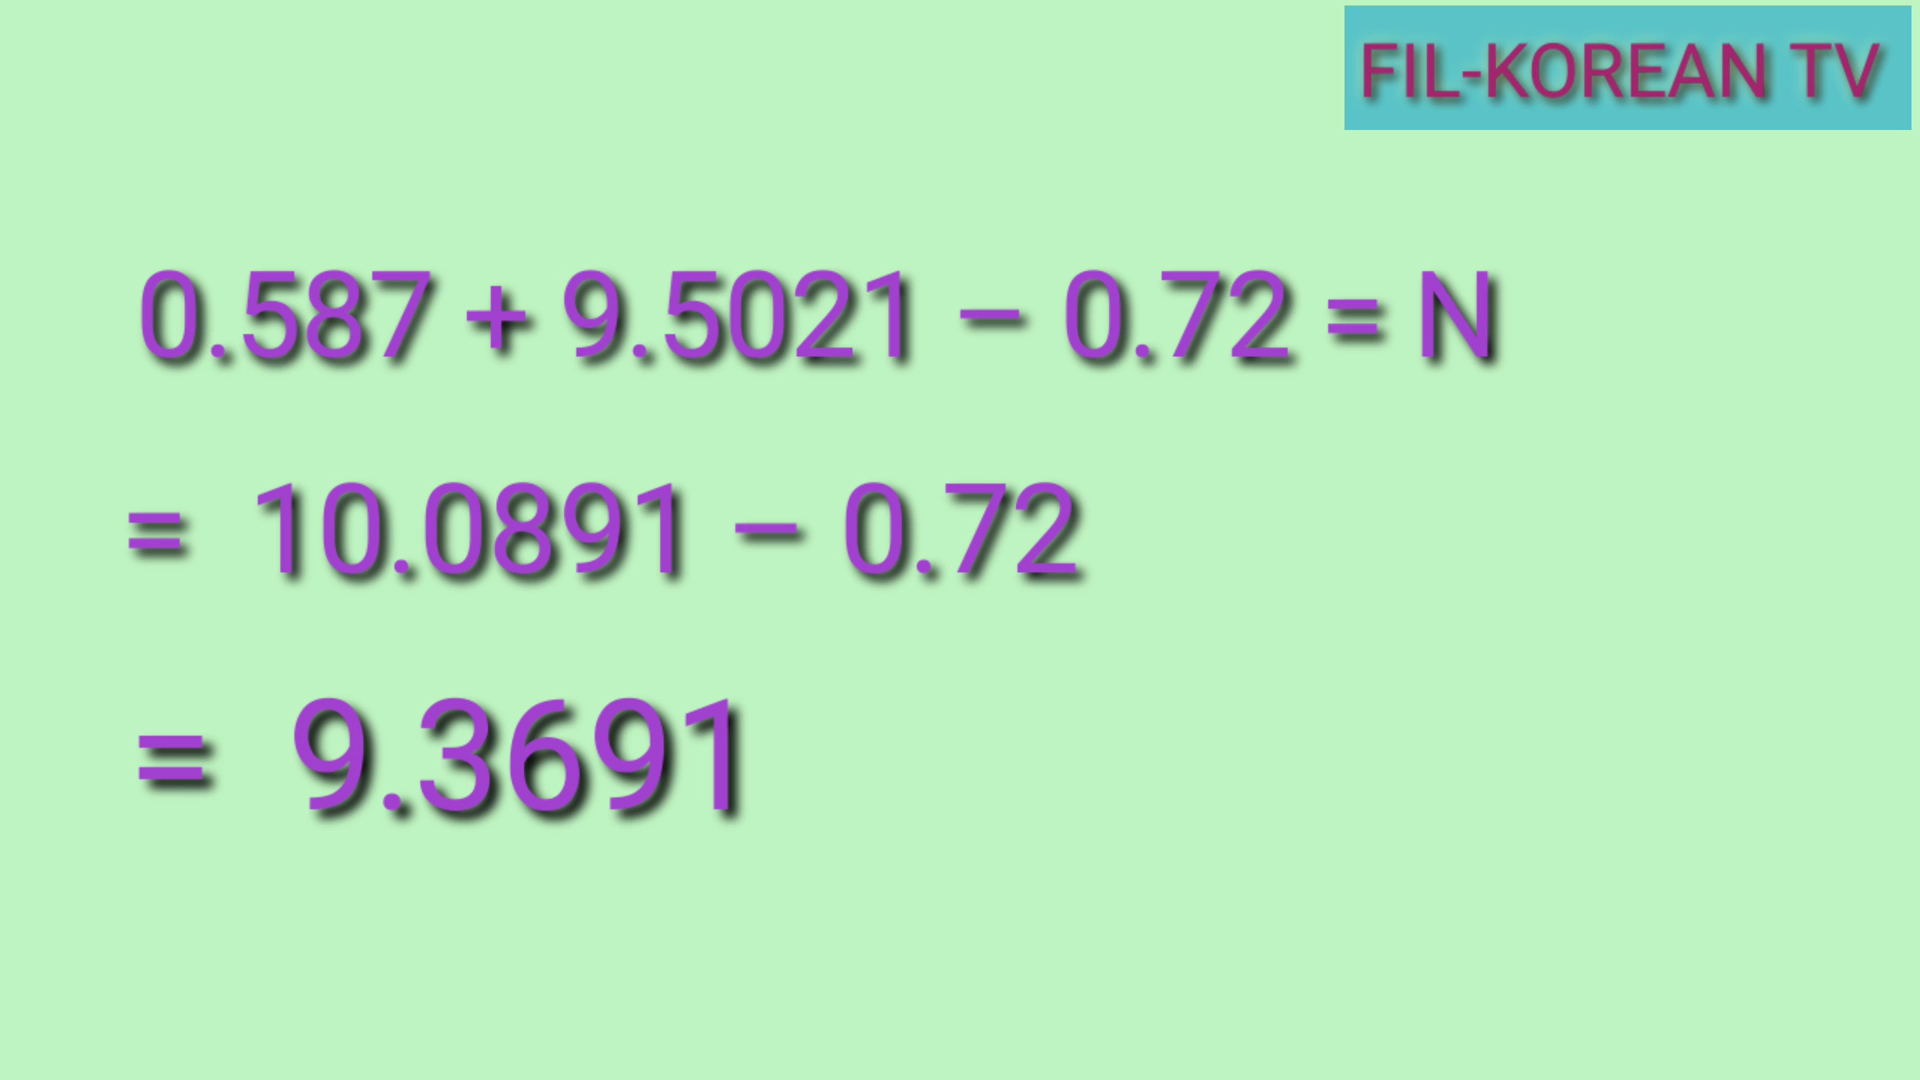 FIL-KOREAN TV
0.587 + 9.5021 – 0.72 = N
= 10.0891 – 0.72
= 9.3691